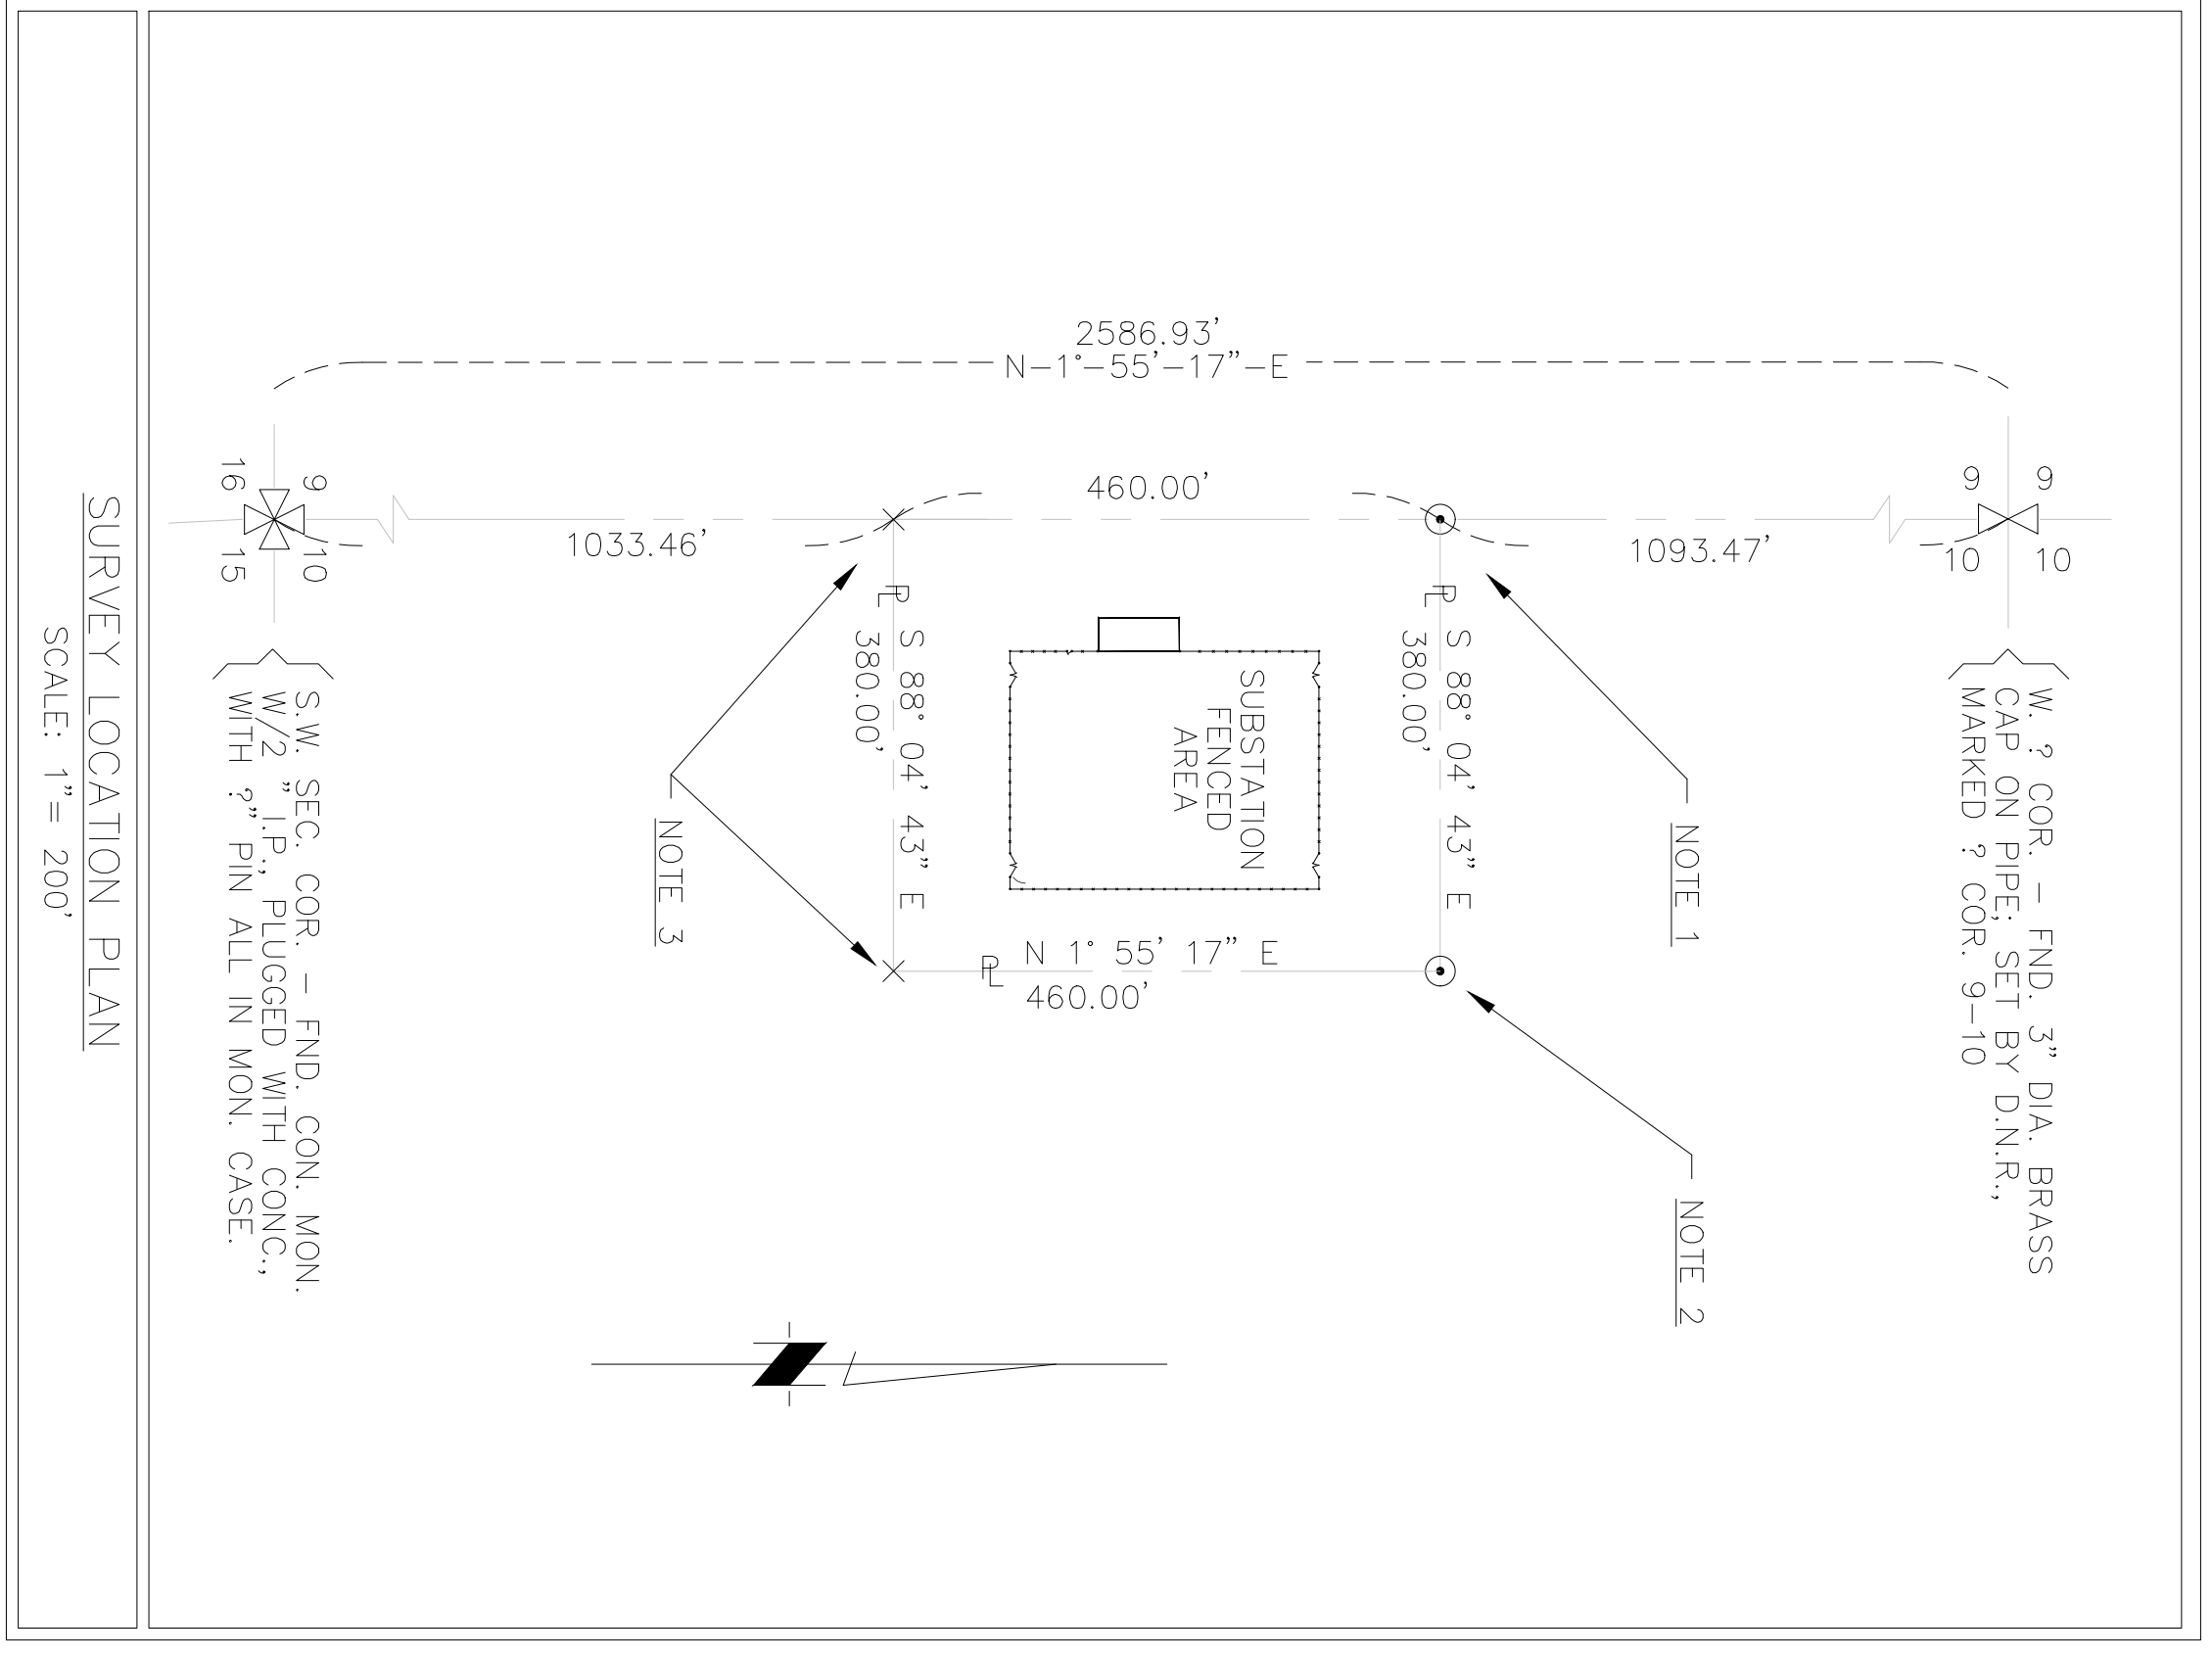 2586.93'
N-1°-55'-17"-E
9
9
10
10
W. ? COR. - FND. 3" DIA. BRASS
CAP ON PIPE; SET BY D.N.R.,
MARKED ? COR. 9-10
1093.47'
460.00'
1033.46'
9
16
10
15
S.W. SEC. COR. - FND. CON. MON.
W/2 " I.P., PLUGGED WITH CONC.,
WITH ?" PIN ALL IN MON. CASE.
NOTE 1
NOTE 2
NOTE 3
PL
S 88° 04' 43" E
380.00'
PL
S 88° 04' 43" E
380.00'
SUBSTATION
FENCED
AREA
PL
N 1° 55' 17" E
460.00'
SURVEY LOCATION PLAN
SCALE: 1"= 200'